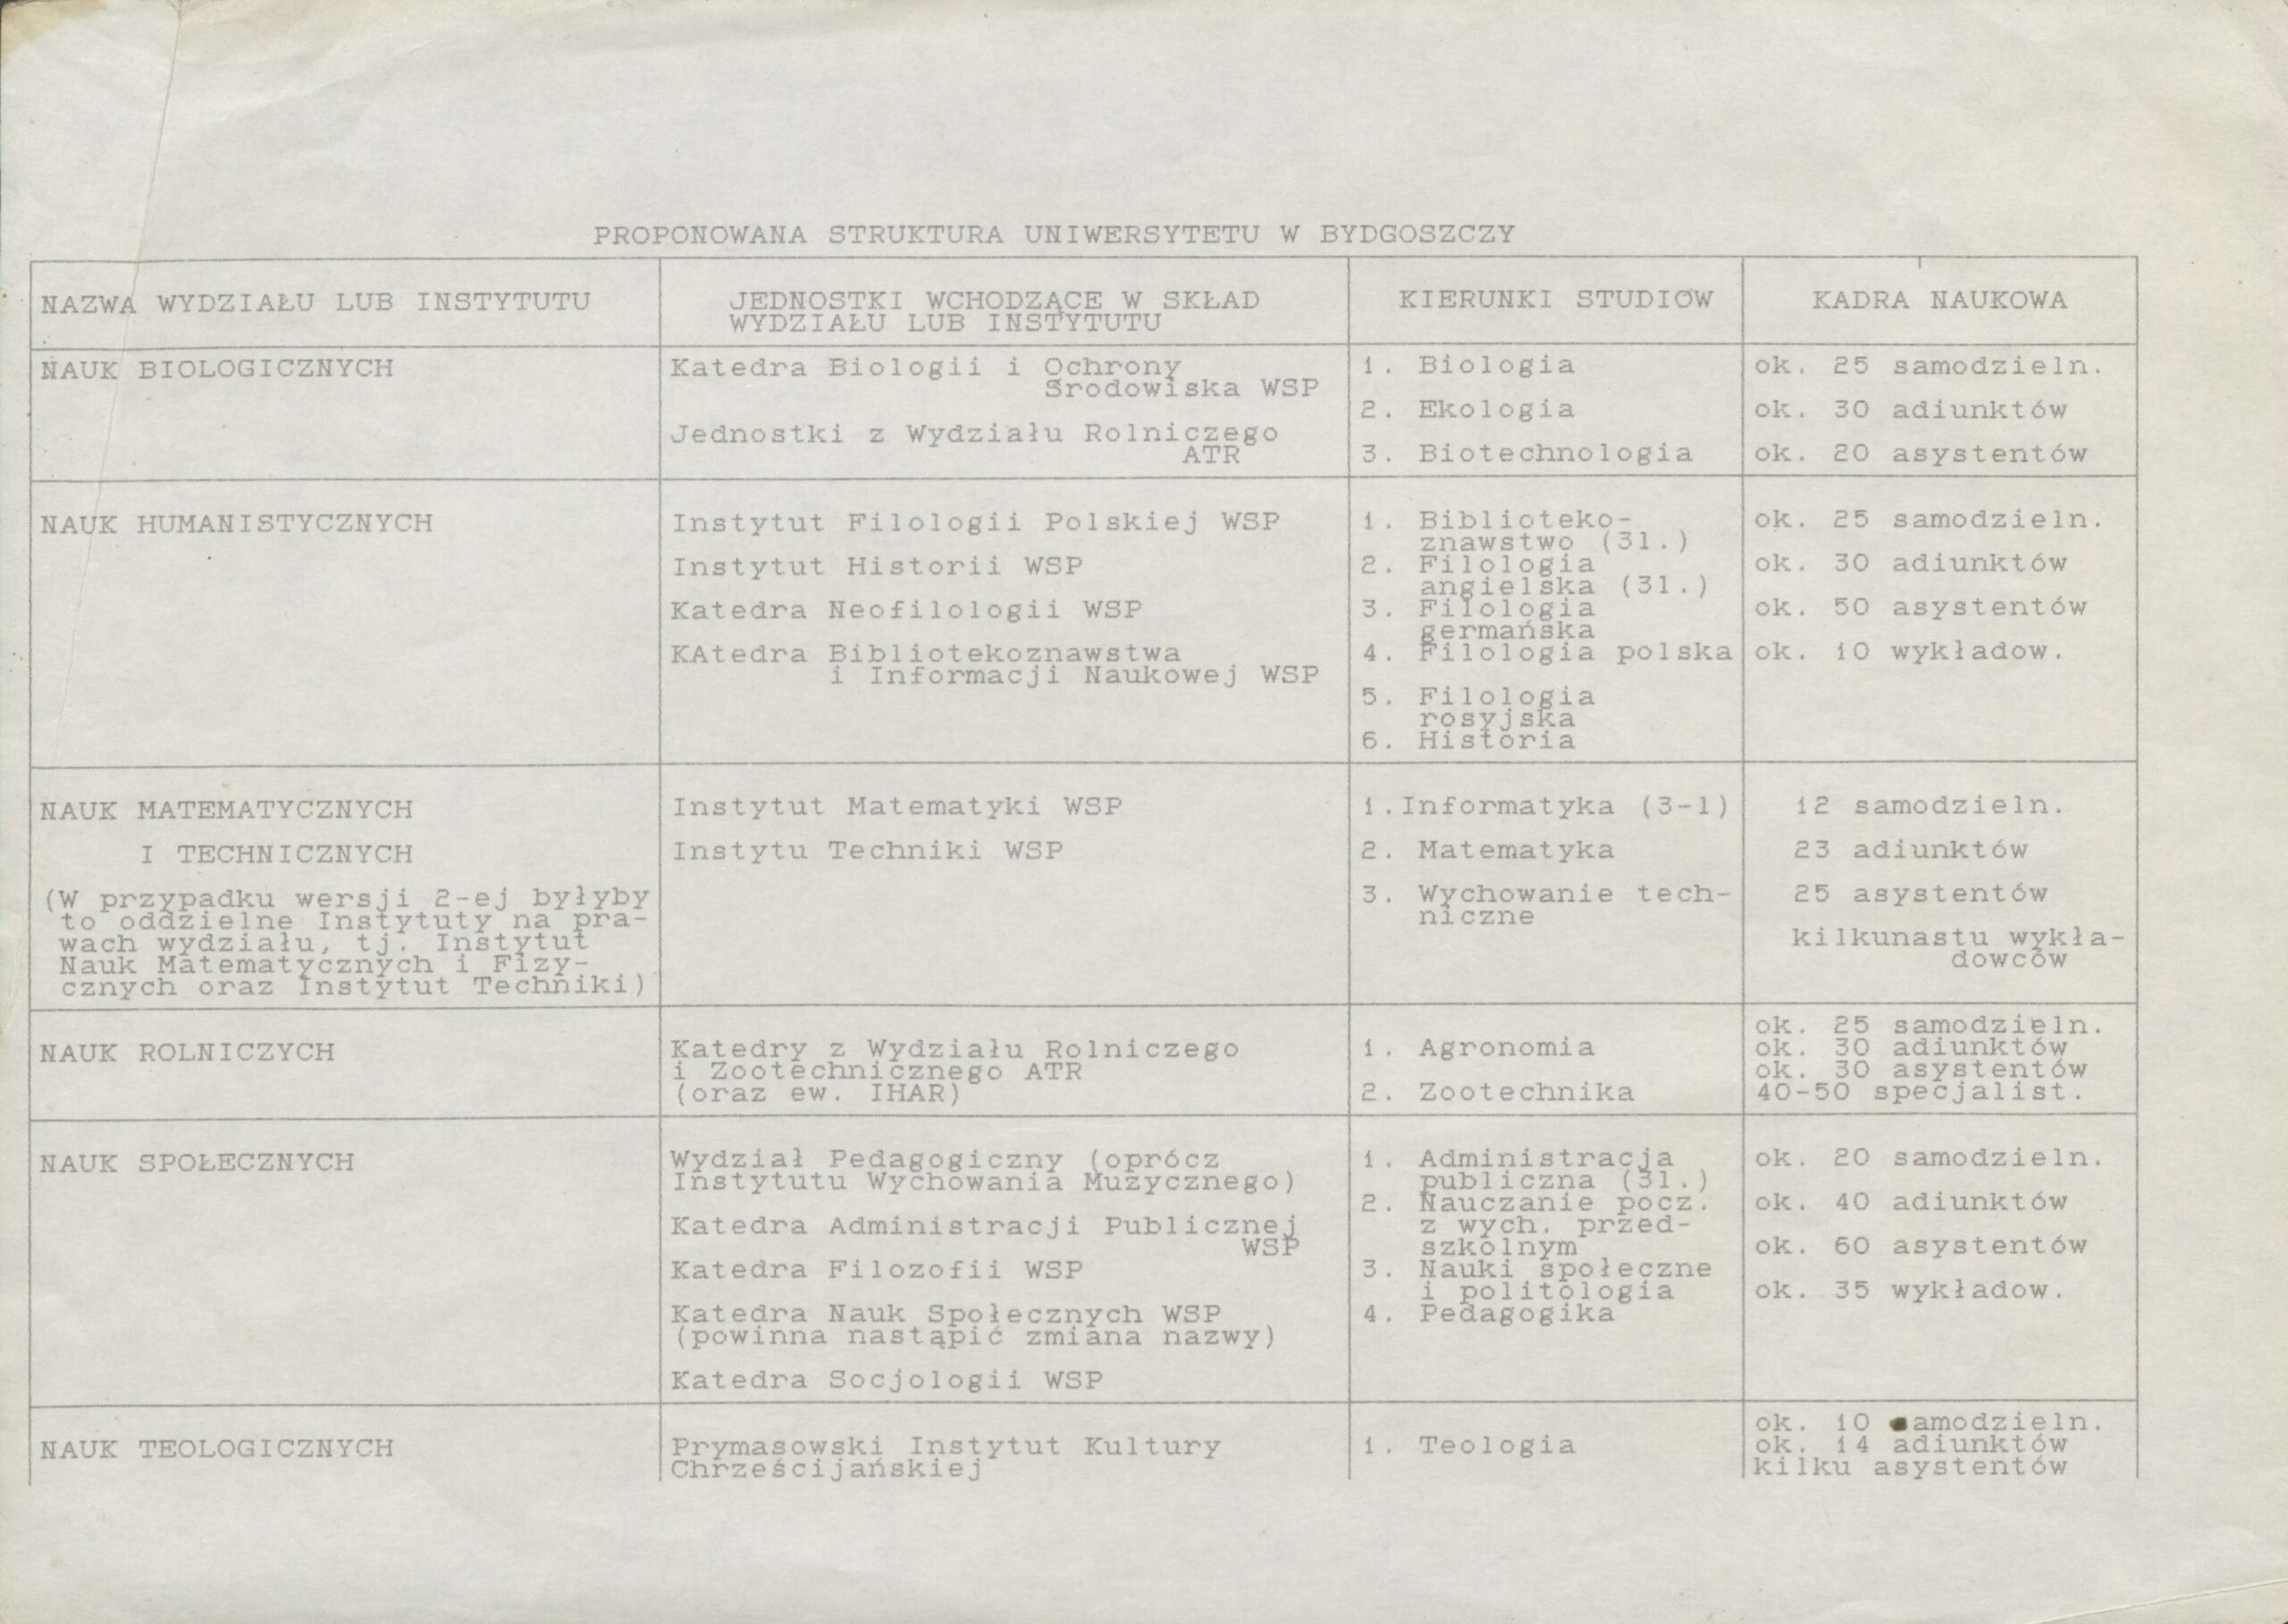 PROPONOWANA STRUKTURA UNIWERSYTETU W BYDGOSZCZY
NAZWA WYDZIAŁU LUB INSTYTUTU
JEDNOSTKI WCHODZĄCE W SKŁAD
WYDZIAŁU LUB INSTYTUTU
KIERUNKI STUDIÓW
KADRA NAUKOWA
NAUK BIOLOGICZNYCH
Katedra Biologii i Ochrony
Środowiska WSP
Jednostki z Wydziału Rolniczego
ATR
1. Biologia
2. Ekologia
3. Biotechnologia
ok. 25 samodzieln.
ok. 30 adiunktów
ok. 20 asystentów
NAUK HUMANISTYCZNYCH
Instytut Filologii Polskiej WSP
Instytut Historii WSP
Katedra Neofilologii WSP
KAtedra Bibliotekoznawstwa
i Informacji Naukowej WSP
1. Biblioteko-
znawstwo (3l.)
2. Filologia
angielska (3l.)
3. Filologia
germańska
4. Filologia polska
5. Filologia
rosyjska
6. Historia
ok. 25 samodzieln.
ok. 30 adiunktów
ok. 50 asystentów
ok. 10 wykładow.
NAUK MATEMATYCZNYCH
I TECHNICZNYCH
(W przypadku wersji 2-ej byłyby
to oddzielne Instytuty na pra-
wach wydziału, tj. Instytut
Nauk Matematycznych i Fizy-
cznych oraz Instytut Techniki)
Instytut Matematyki WSP
Instytu Techniki WSP
1.Informatyka (3-l)
2. Matematyka
3. Wychowanie tech-
niczne
12 samodzieln.
23 adiunktów
25 asystentów
kilkunastu wykła-
dowców
NAUK ROLNICZYCH
Katedry z Wydziału Rolniczego
i Zootechnicznego ATR
(oraz ew. IHAR)
1. Agronomia
2. Zootechnika
ok. 25 samodzieln.
ok. 30 adiunktów
ok. 30 asystentów
40-50 specjalist.
NAUK SPOŁECZNYCH
Wydział Pedagogiczny (oprócz
Instytutu Wychowania Muzycznego)
Katedra Administracji Publicznej
WSP
Katedra Filozofii WSP
Katedra Nauk Społecznych WSP
(powinna nastąpić zmiana nazwy)
Katedra Socjologii WSP
1. Administracja
publiczna (3l.)
2. Nauczanie pocz.
z wych. przed-
szkolnym
3. Nauki społeczne
i politologia
4. Pedagogika
ok. 20 samodzieln.
ok. 40 adiunktów
ok. 60 asystentów
ok. 35 wykładow.
NAUK TEOLOGICZNYCH
Prymasowski Instytut Kultury
Chrześcijańskiej
1. Teologia
ok. 10 samodzieln.
ok. 14 adiunktów
kilku asystentów